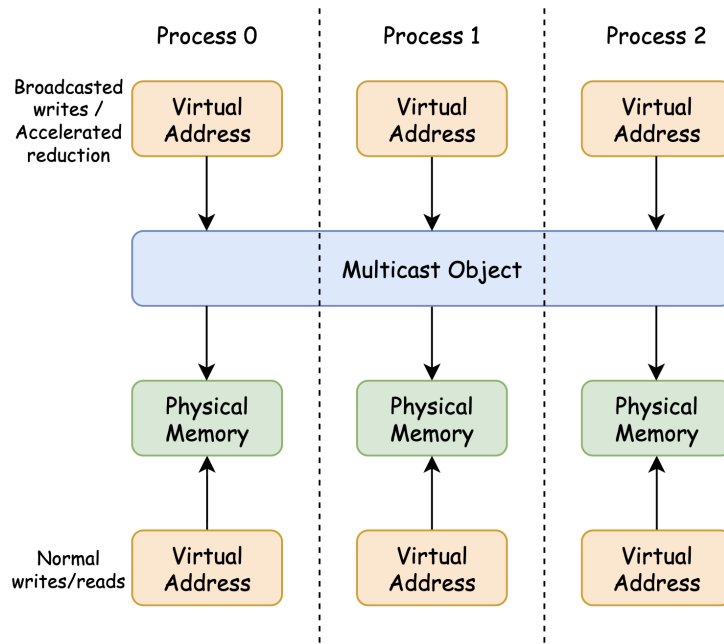 Process 0
Process 1
Process 2
Broadcasted
writes /
Accelerated
reduction
Virtual
Address
Virtual
Address
Virtual
Address
Multicast Object
Physical
Memory
Physical
Memory
Physical
Memory
Normal
writes/reads
Virtual
Address
Virtual
Address
Virtual
Address